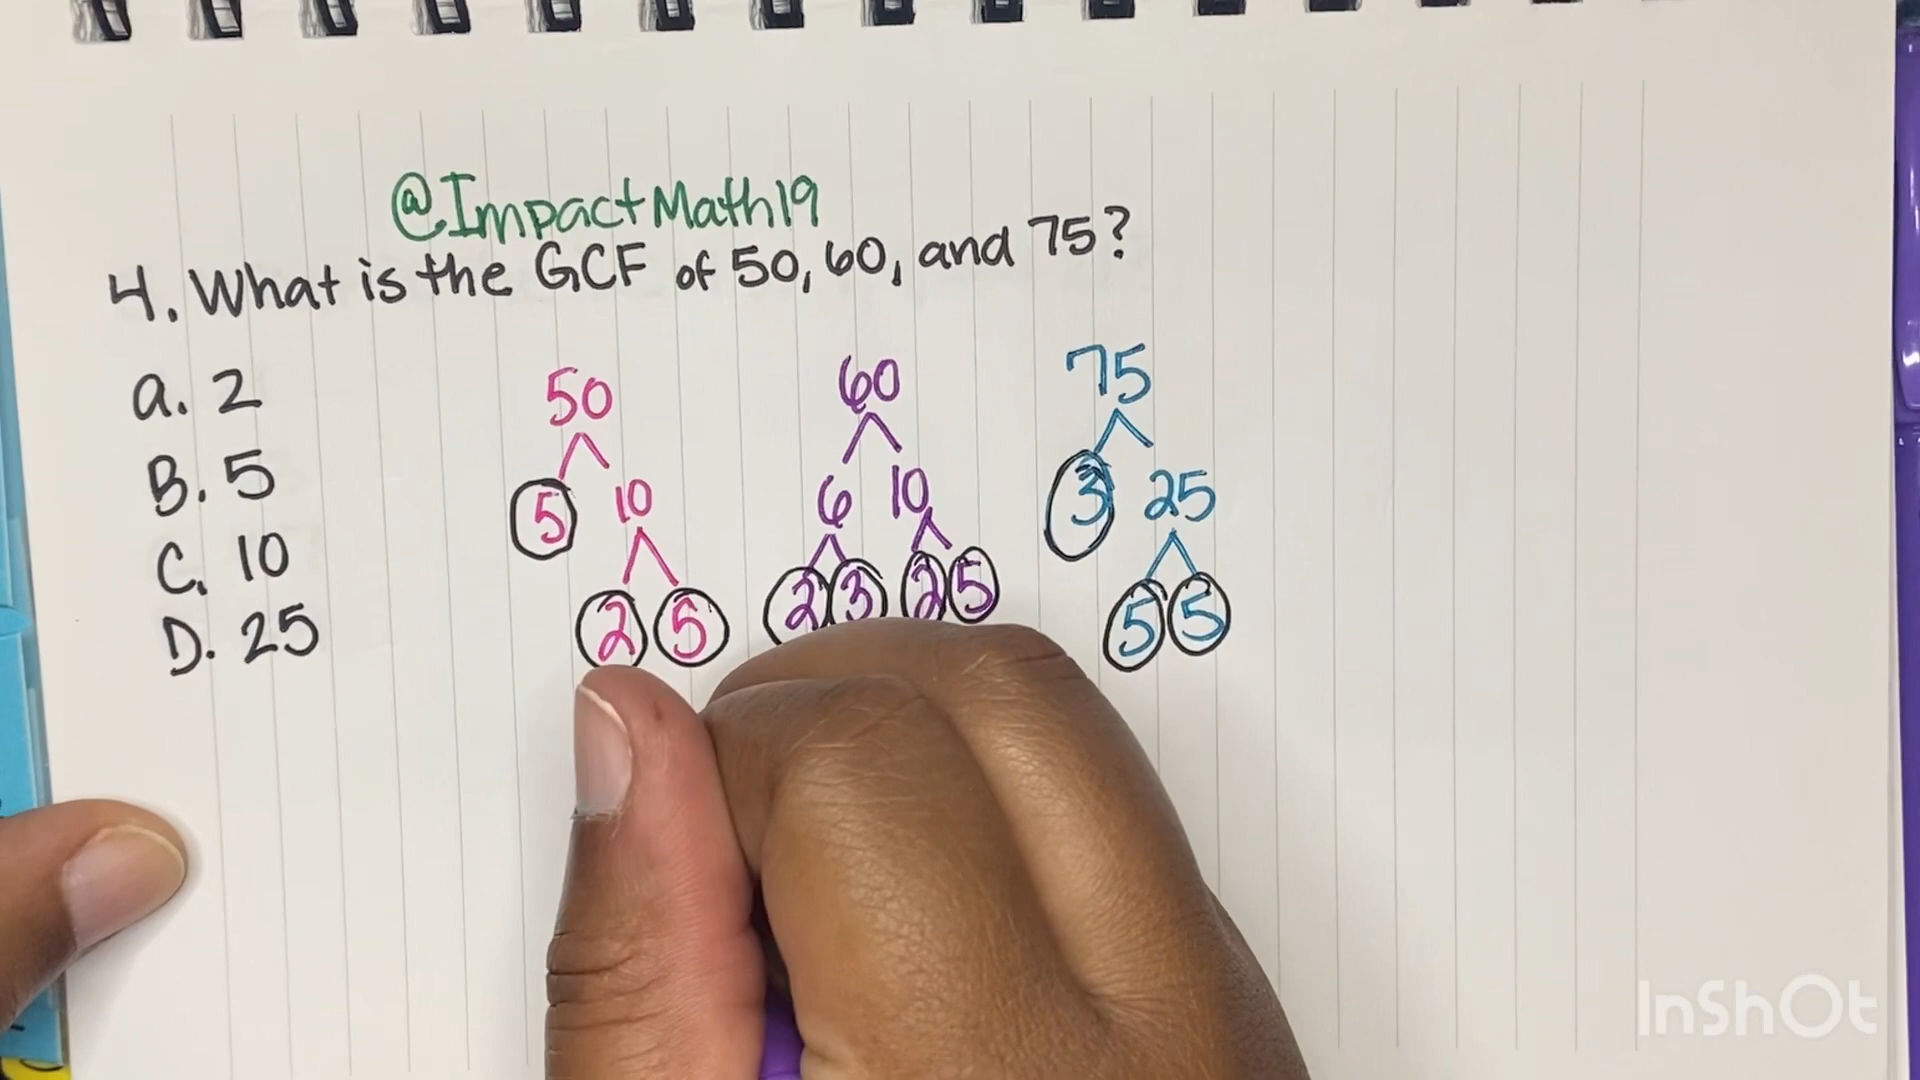 @ImpactMath19
4. What is the GCF of 50, 60, and 75?
a. 2
B. 5
C. 10
D. 25
50 60 75
5 10 6 10 3 25
2 5 2 3 2 5 5 5
InShOt